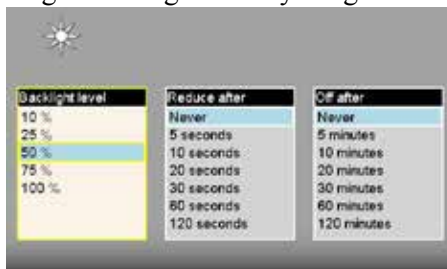 Backlight level
10 %
25 %
50 %
75 %
100 %
Reduce after
Never
5 seconds
10 seconds
20 seconds
30 seconds
60 seconds
120 seconds
Off after
Never
5 minutes
10 minutes
20 minutes
30 minutes
60 minutes
120 minutes